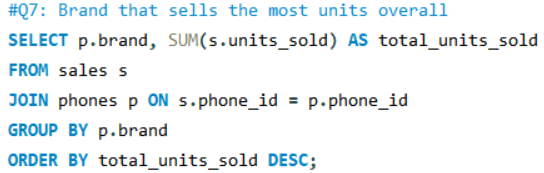 #Q7: Brand that sells the most units overall
SELECT p.brand, SUM(s.units_sold) AS total_units_sold
FROM sales s
JOIN phones p ON s.phone_id = p.phone_id
GROUP BY p.brand
ORDER BY total_units_sold DESC;